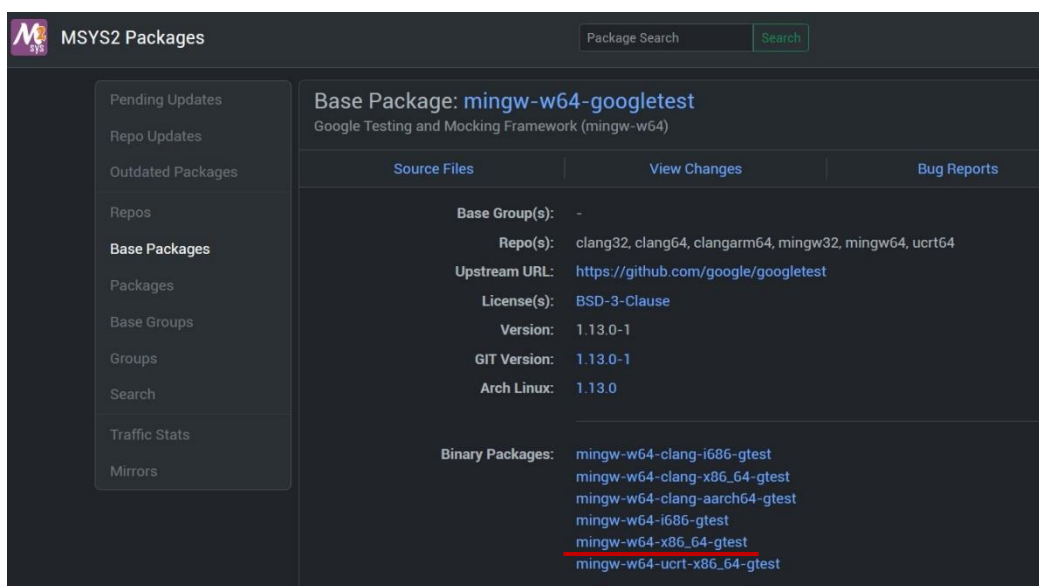 M sys MSYS2 Packages Package Search Search
Pending Updates
Repo Updates
Outdated Packages
Repos
Base Packages
Packages
Base Groups
Groups
Search
Traffic Stats
Mirrors
Base Package: mingw-w64-googletest
Google Testing and Mocking Framework (mingw-w64)
Source Files View Changes Bug Reports
Base Group(s): -
Repo(s): clang32, clang64, clangarm64, mingw32, mingw64, ucrt64
Upstream URL: https://github.com/google/googletest
License(s): BSD-3-Clause
Version: 1.13.0-1
GIT Version: 1.13.0-1
Arch Linux: 1.13.0
Binary Packages: mingw-w64-clang-i686-gtest
mingw-w64-clang-x86_64-gtest
mingw-w64-clang-aarch64-gtest
mingw-w64-i686-gtest
mingw-w64-x86_64-gtest
mingw-w64-ucrt-x86_64-gtest